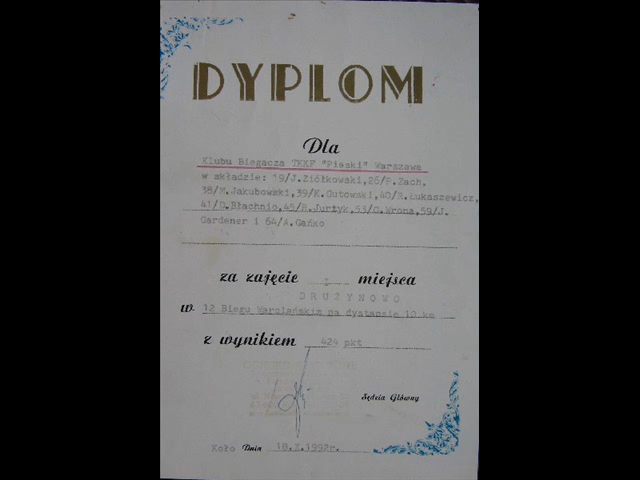 DYPLOM
Dla
Klubu Biegacza TKKF "Piaski" Warszawa
w składzie: 19/J.Ziółkowski,26/P.Zach,
38/M.Jakubowski,39/K.Gutowski,40/B.Łukaszewicz,
41/D.Błachnio,45/R.Jurżyk,53/C.Wrona,59/J.
Gardener i 64/A.Gańko
za zajęcie I miejsca
DRUŻYNOWO
w 12 Biegu Warciańskim na dystansie 10 km
z wynikiem 424 pkt
Sędzia Główny
Koło Dnia 18.X.1992r.